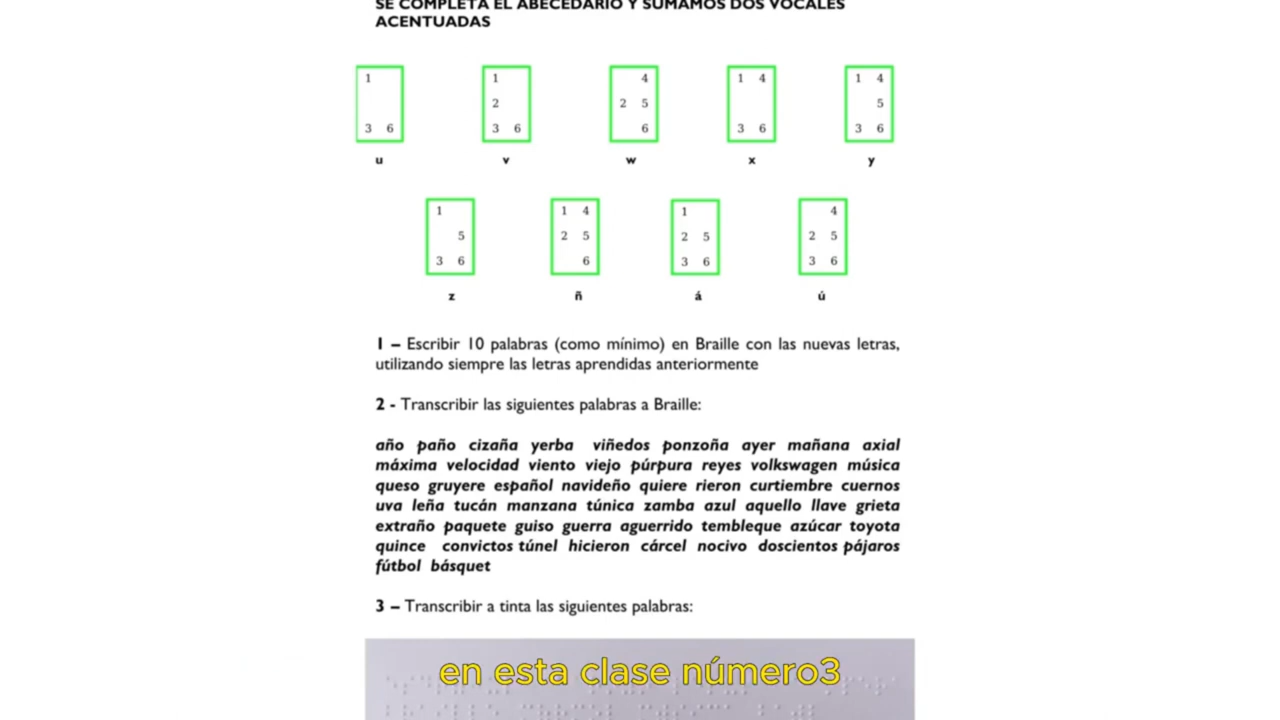 SE COMPLETA EL ABECEDARIO Y SUMAMOS DOS VOCALES
ACENTUADAS
1 1 4 1 4 1 4
2 2 5 5
3 6 3 6 6 3 6 3 6
u v w x y
1 1 4 1 4
5 2 5 2 5 2 5
3 6 6 3 6 3 6
z ñ á ú
1 – Escribir 10 palabras (como mínimo) en Braille con las nuevas letras,
utilizando siempre las letras aprendidas anteriormente
2 - Transcribir las siguientes palabras a Braille:
año paño cizaña yerba viñedos ponzoña ayer mañana axial
máxima velocidad viento viejo púrpura reyes volkswagen música
queso gruyere español navideño quiere rieron curtiembre cuernos
uva leña tucán manzana túnica zamba azul aquello llave grieta
extraño paquete guiso guerra aguerrido tembleque azúcar toyota
quince convictos túnel hicieron cárcel nocivo doscientos pájaros
fútbol básquet
3 – Transcribir a tinta las siguientes palabras:
en esta clase número3